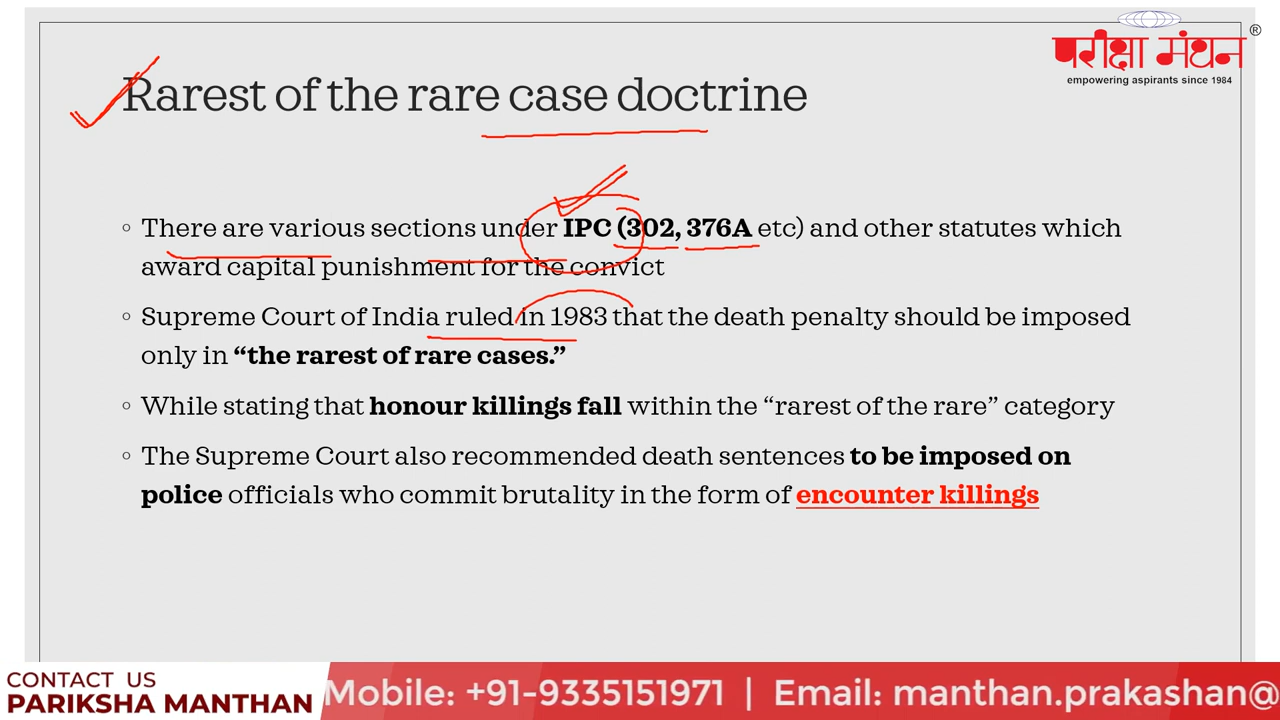 परीक्षा मंथन ®
empowering aspirants since 1984
Rarest of the rare case doctrine
◦ There are various sections under IPC (302, 376A etc) and other statutes which
award capital punishment for the convict
◦ Supreme Court of India ruled in 1983 that the death penalty should be imposed
only in “the rarest of rare cases.”
◦ While stating that honour killings fall within the “rarest of the rare” category
◦ The Supreme Court also recommended death sentences to be imposed on
police officials who commit brutality in the form of encounter killings
CONTACT US
PARIKSHA MANTHAN
Mobile: +91-9335151971 | Email: manthan.prakashan@